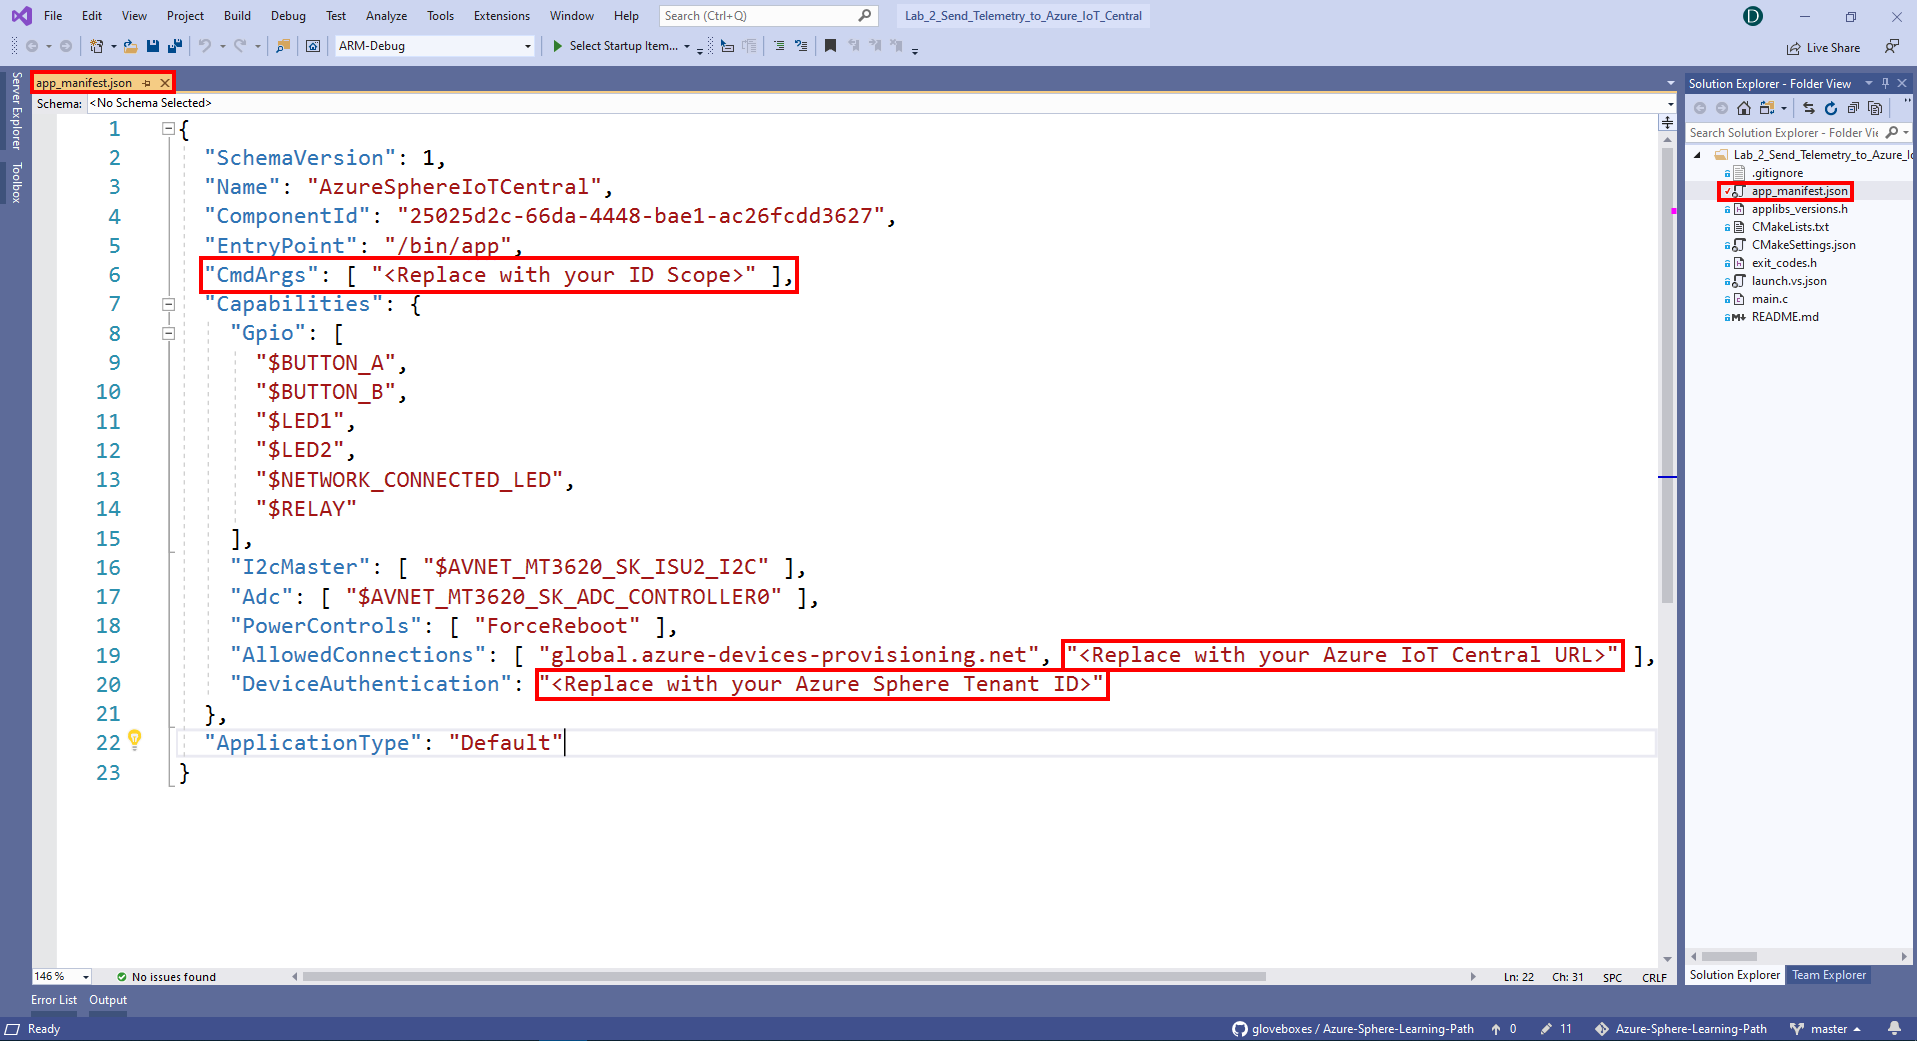 File Edit View Project Build Debug Test Analyze Tools Extensions Window Help Search (Ctrl+Q) Lab_2_Send_Telemetry_to_Azure_IoT_Central D
ARM-Debug Select Startup Item... Live Share
Server Explorer
Toolbox
app_manifest.json
Schema: <No Schema Selected>
1 {
2 "SchemaVersion": 1,
3 "Name": "AzureSphereIoTCentral",
4 "ComponentId": "25025d2c-66da-4448-bae1-ac26fcdd3627",
5 "EntryPoint": "/bin/app",
6 "CmdArgs": [ "<Replace with your ID Scope>" ],
7 "Capabilities": {
8 "Gpio": [
9 "$BUTTON_A",
10 "$BUTTON_B",
11 "$LED1",
12 "$LED2",
13 "$NETWORK_CONNECTED_LED",
14 "$RELAY"
15 ],
16 "I2cMaster": [ "$AVNET_MT3620_SK_ISU2_I2C" ],
17 "Adc": [ "$AVNET_MT3620_SK_ADC_CONTROLLER0" ],
18 "PowerControls": [ "ForceReboot" ],
19 "AllowedConnections": [ "global.azure-devices-provisioning.net", "<Replace with your Azure IoT Central URL>" ],
20 "DeviceAuthentication": "<Replace with your Azure Sphere Tenant ID>"
21 },
22 "ApplicationType": "Default"
23 }
146 % No issues found Ln: 22 Ch: 31 SPC CRLF
Solution Explorer - Folder View
Search Solution Explorer - Folder Vie
Lab_2_Send_Telemetry_to_Azure_Io
.gitignore
app_manifest.json
applibs_versions.h
CMakeLists.txt
CMakeSettings.json
exit_codes.h
launch.vs.json
main.c
README.md
Solution Explorer Team Explorer
Error List Output
Ready gloveboxes / Azure-Sphere-Learning-Path 0 11 Azure-Sphere-Learning-Path master